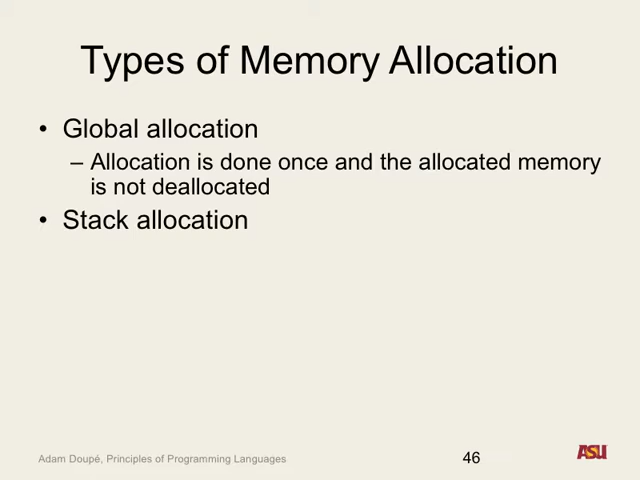 Types of Memory Allocation
• Global allocation
– Allocation is done once and the allocated memory
is not deallocated
• Stack allocation
Adam Doupé, Principles of Programming Languages
46
ASU